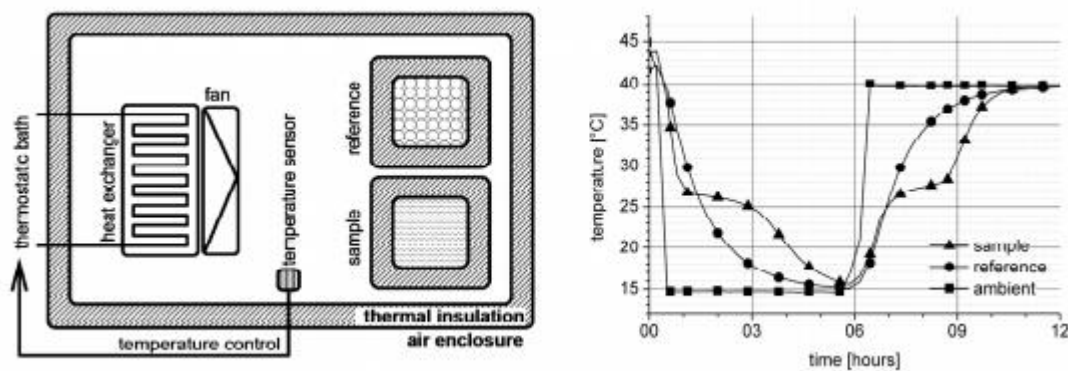 thermostatic bath
heat exchanger
fan
temperature sensor
reference
sample
thermal insulation
air enclosure
temperature control
temperature [°C]
45
40
35
30
25
20
15
sample
reference
ambient
00
03
06
09
12
time [hours]